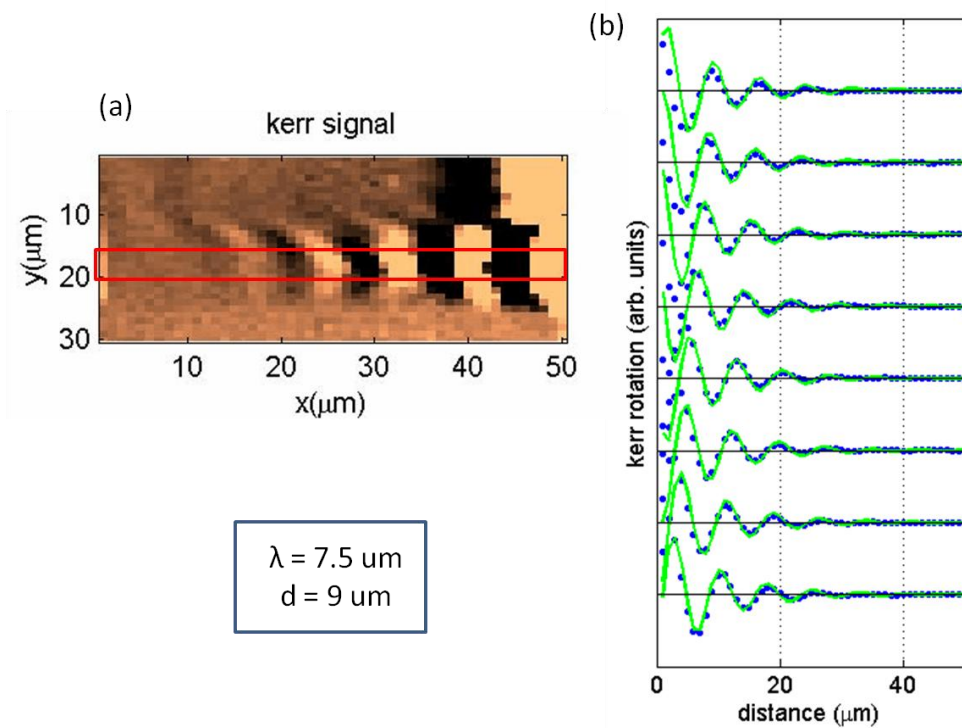 (a)
kerr signal
10
20
30
y(μm)
10 20 30 40 50
x(μm)
λ = 7.5 um
d = 9 um
(b)
kerr rotation (arb. units)
0 20 40
distance (μm)